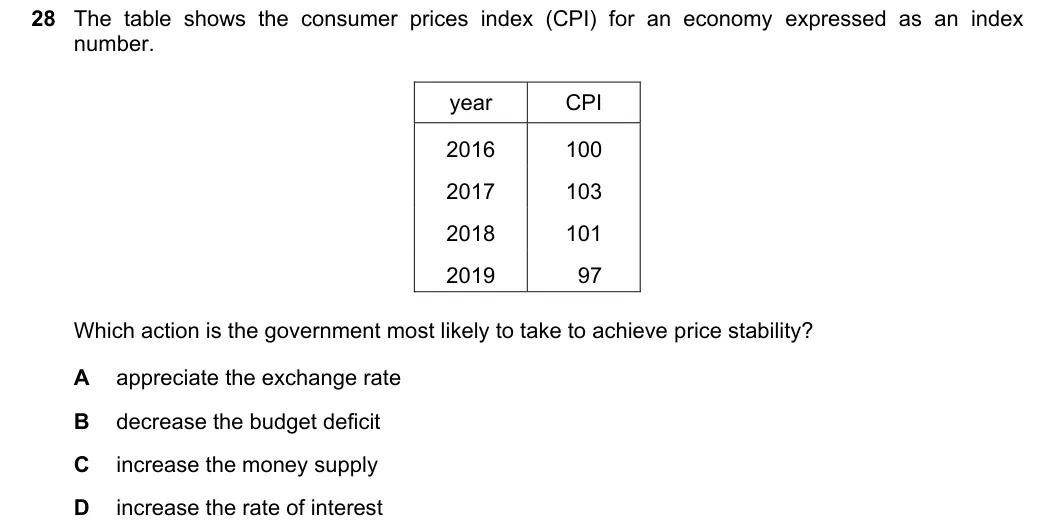 28 The table shows the consumer prices index (CPI) for an economy expressed as an index
number.
year CPI
2016 100
2017 103
2018 101
2019 97
Which action is the government most likely to take to achieve price stability?
A appreciate the exchange rate
B decrease the budget deficit
C increase the money supply
D increase the rate of interest